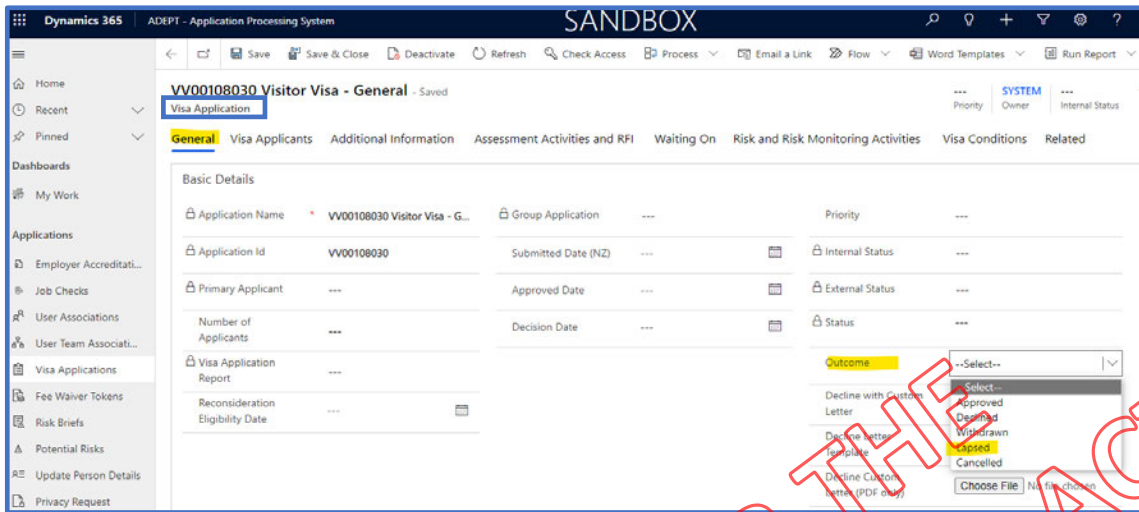 Dynamics 365 ADEPT - Application Processing System SANDBOX
Save Save & Close Deactivate Refresh Check Access Process Email a Link Flow Word Templates Run Report
Home
Recent
Pinned
Dashboards
My Work
Applications
Employer Accreditati...
Job Checks
User Associations
User Team Associati...
Visa Applications
Fee Waiver Tokens
Risk Briefs
Potential Risks
Update Person Details
Privacy Request
VV00108030 Visitor Visa - General - Saved
Visa Application
--- SYSTEM ---
Priority Owner Internal Status
General Visa Applicants Additional Information Assessment Activities and RFI Waiting On Risk and Risk Monitoring Activities Visa Conditions Related
Basic Details
Application Name * VV00108030 Visitor Visa - G... Group Application --- Priority ---
Application Id VV00108030 Submitted Date (NZ) --- Internal Status ---
Primary Applicant --- Approved Date --- External Status ---
Number of
Applicants --- Decision Date --- Status ---
Visa Application
Report ---
Reconsideration
Eligibility Date ---
Outcome --Select--
--Select--
Approved
Declined
Withdrawn
Lapsed
Cancelled
Decline with Custom
Letter
Decline Letter
Template
Decline Custom
Letter (PDF only) Choose File No file chosen
THE
ACT